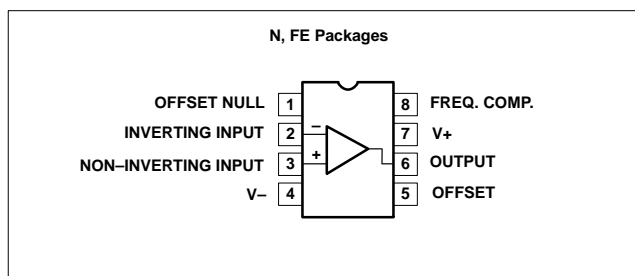 N, FE Packages
OFFSET NULL 1 8 FREQ. COMP.
INVERTING INPUT 2 – 7 V+
NON–INVERTING INPUT 3 + 6 OUTPUT
V– 4 5 OFFSET